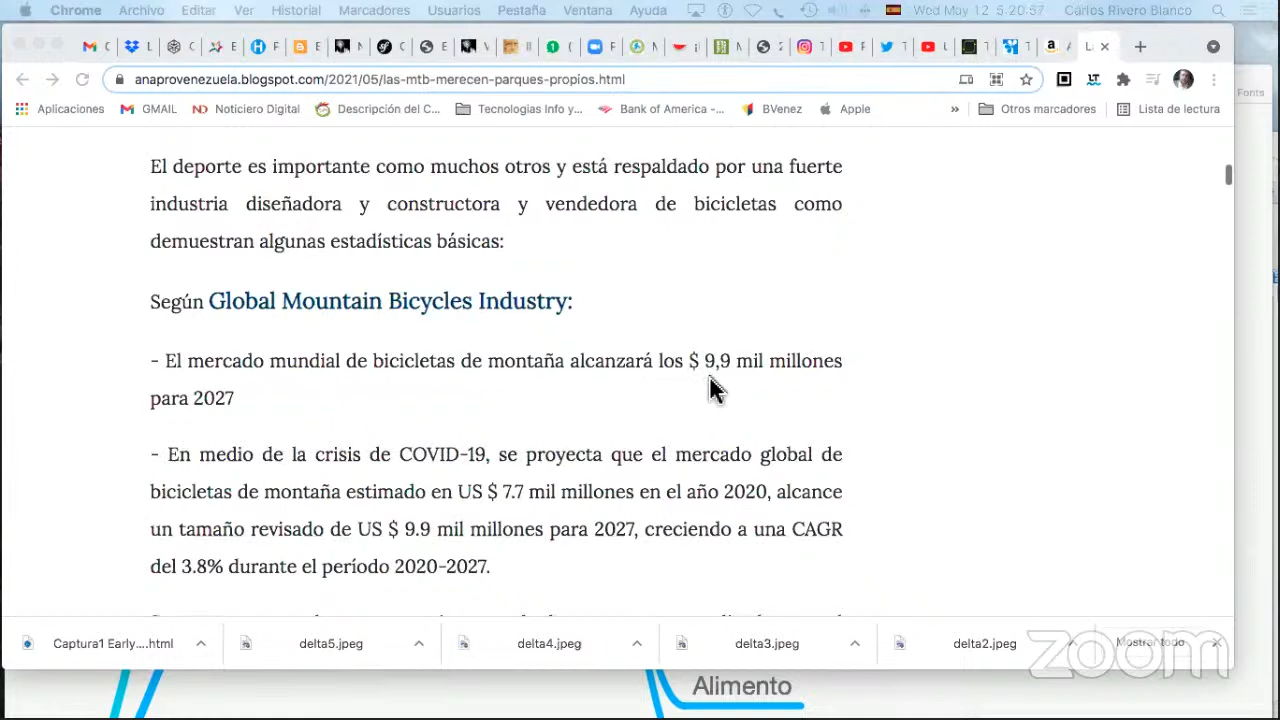 Chrome Archivo Editar Ver Historial Marcadores Usuarios Pestaña Ventana Ayuda Wed May 12 5:20:57 Carlos Rivero Blanco
anaprovenezuela.blogspot.com/2021/05/las-mtb-merecen-parques-propios.html
Fonts
Aplicaciones GMAIL Noticiero Digital Descripción del C... Tecnologias Info y... Bank of America -... BVenez Apple » Otros marcadores Lista de lectura
El deporte es importante como muchos otros y está respaldado por una fuerte
industria diseñadora y constructora y vendedora de bicicletas como
demuestran algunas estadísticas básicas:
Según Global Mountain Bicycles Industry:
- El mercado mundial de bicicletas de montaña alcanzará los $ 9,9 mil millones
para 2027
- En medio de la crisis de COVID-19, se proyecta que el mercado global de
bicicletas de montaña estimado en US $ 7.7 mil millones en el año 2020, alcance
un tamaño revisado de US $ 9.9 mil millones para 2027, creciendo a una CAGR
del 3.8% durante el período 2020-2027.
Captura1 Early....html delta5.jpeg delta4.jpeg delta3.jpeg delta2.jpeg Mostrar todo
zoom
Alimento